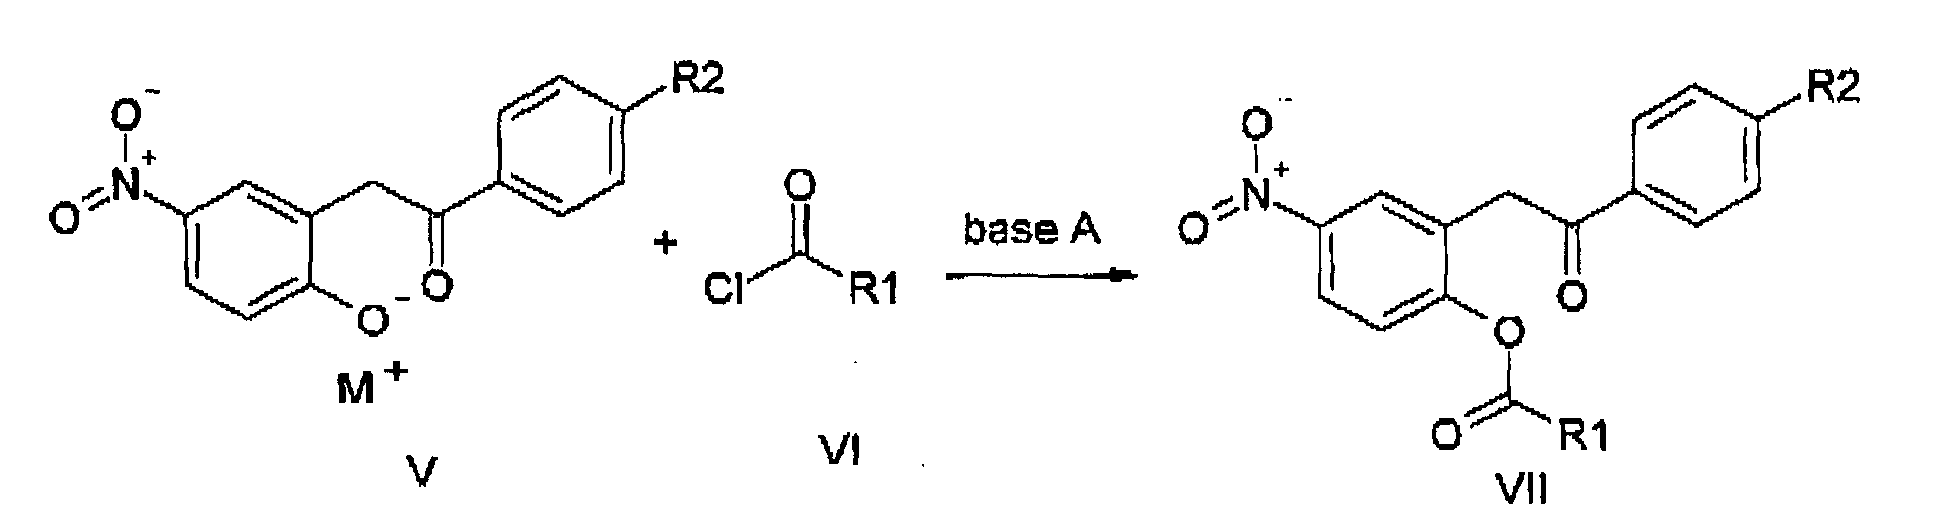 R2
O⁻
N⁺
O
O
O⁻
M⁺
V
+
O
Cl
R1
VI
base A
R2
O⁻
N⁺
O
O
O
O
R1
VII